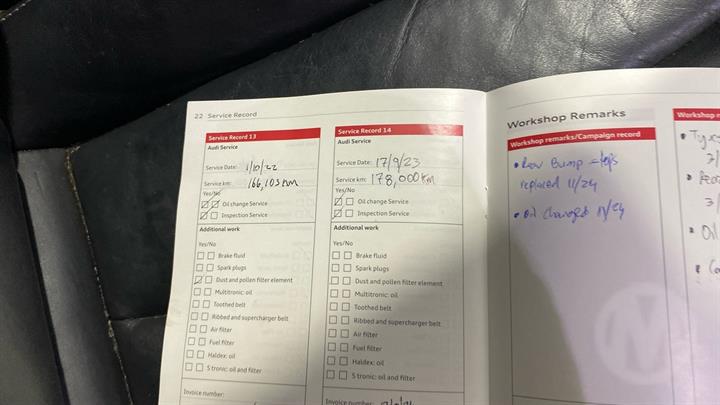 22 Service Record
Service Record 13
Audi Service
Service Date: 1/10/22
Service km: 166,103 km
Yes/No
Oil change Service
Inspection Service
Additional work
Yes/No
Brake fluid
Spark plugs
Dust and pollen filter element
Multitronic: oil
Toothed belt
Ribbed and supercharger belt
Air filter
Fuel filter
Haldex: oil
S tronic: oil and filter
Invoice number:
Service Record 14
Audi Service
Service Date: 17/9/23
Service km: 178,000 km
Yes/No
Oil change Service
Inspection Service
Additional work
Yes/No
Brake fluid
Spark plugs
Dust and pollen filter element
Multitronic: oil
Toothed belt
Ribbed and supercharger belt
Air filter
Fuel filter
Haldex: oil
S tronic: oil and filter
Invoice number:
Workshop Remarks
Workshop remarks/Campaign record
• Bump
replaced 11/24
• Oil Changed
Workshop
• Oil